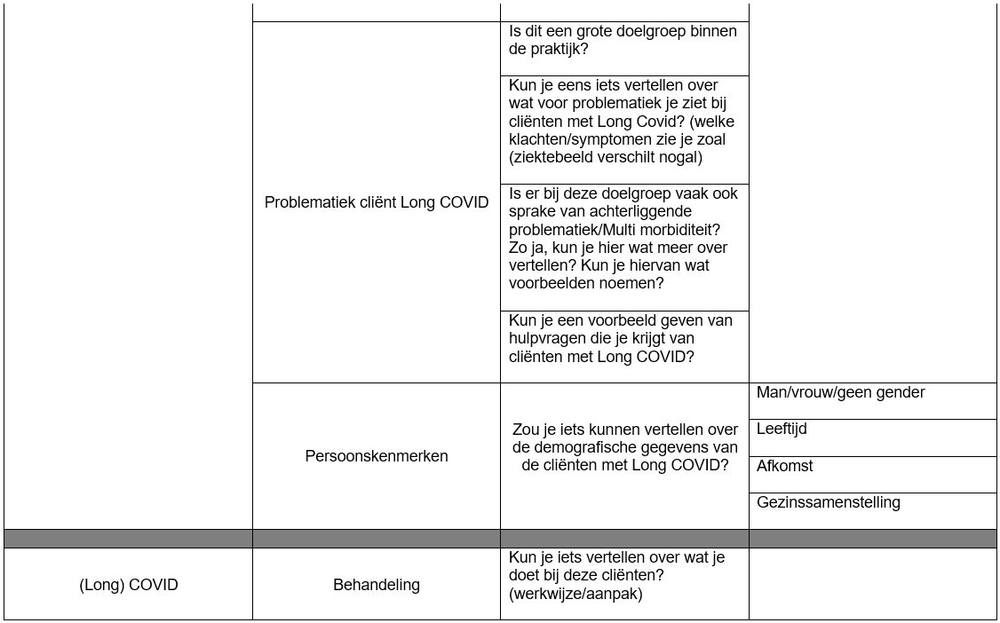 Is dit een grote doelgroep binnen
de praktijk?
Kun je eens iets vertellen over
wat voor problematiek je ziet bij
cliënten met Long Covid? (welke
klachten/symptomen zie je zoal
(ziektebeeld verschilt nogal)
Problematiek cliënt Long COVID
Is er bij deze doelgroep vaak ook
sprake van achterliggende
problematiek/Multi morbiditeit?
Zo ja, kun je hier wat meer over
vertellen? Kun je hiervan wat
voorbeelden noemen?
Kun je een voorbeeld geven van
hulpvragen die je krijgt van
cliënten met Long COVID?
Persoonskenmerken
Zou je iets kunnen vertellen over
de demografische gegevens van
de cliënten met Long COVID?
Man/vrouw/geen gender
Leeftijd
Afkomst
Gezinssamenstelling
(Long) COVID
Behandeling
Kun je iets vertellen over wat je
doet bij deze cliënten?
(werkwijze/aanpak)